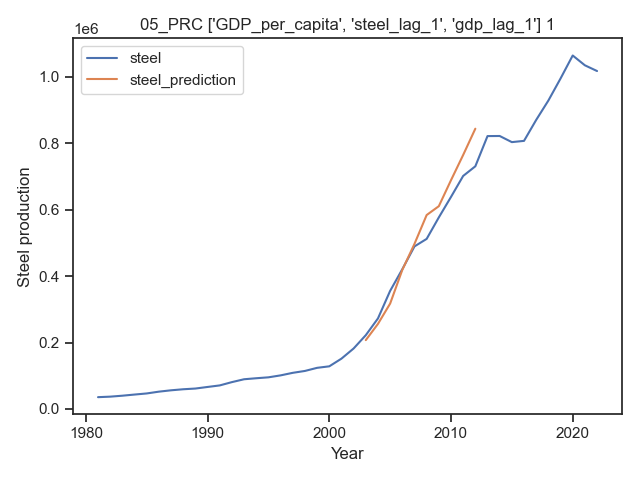 05_PRC ['GDP_per_capita', 'steel_lag_1', 'gdp_lag_1'] 1
1e6
steel
steel_prediction
1.0
0.8
0.6
0.4
0.2
0.0
Steel production
1980 1990 2000 2010 2020
Year